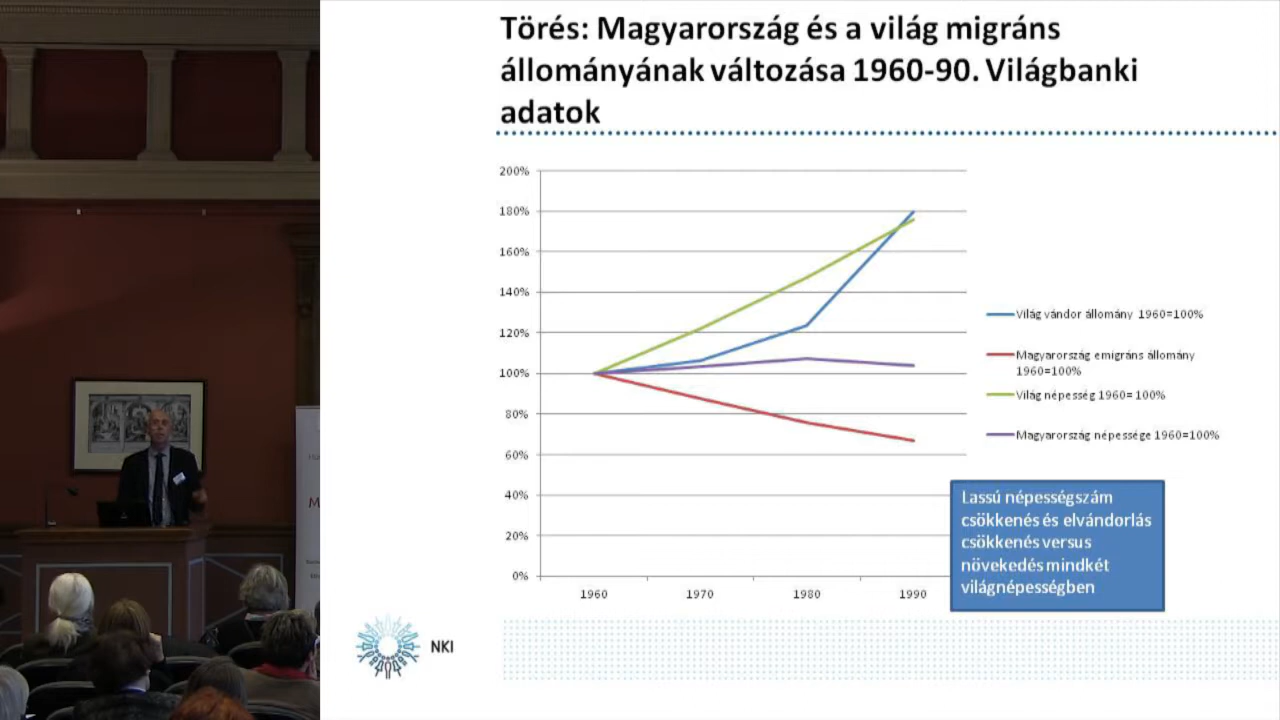 Törés: Magyarország és a világ migráns
állományának változása 1960-90. Világbanki
adatok
200%
180%
160%
140%
120%
100%
80%
60%
40%
20%
0%
1960
1970
1980
1990
Világ vándor állomány 1960=100%
Magyarország emigráns állomány
1960=100%
Világ népesség 1960= 100%
Magyarország népessége 1960=100%
Lassú népességszám
csökkenés és elvándorlás
csökkenés versus
növekedés mindkét
világnépességben
NKI